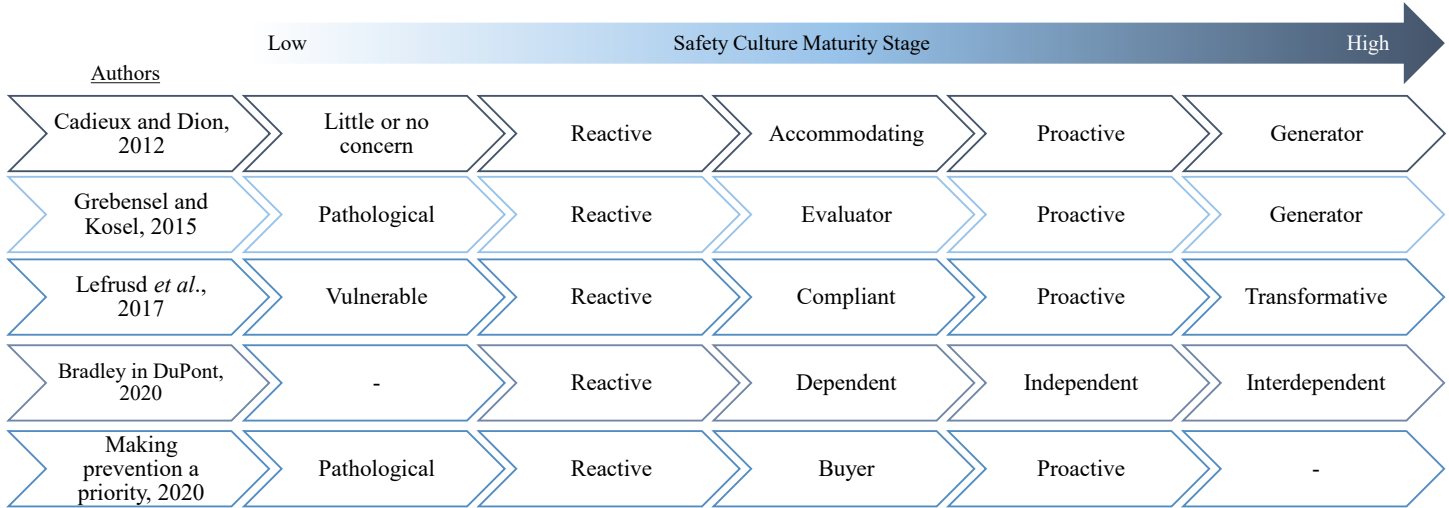 Low
Safety Culture Maturity Stage
High
Authors
Cadieux and Dion,
2012
Little or no
concern
Reactive
Accommodating
Proactive
Generator
Grebensel and
Kosel, 2015
Pathological
Reactive
Evaluator
Proactive
Generator
Lefrusd et al.,
2017
Vulnerable
Reactive
Compliant
Proactive
Transformative
Bradley in DuPont,
2020
-
Reactive
Dependent
Independent
Interdependent
Making
prevention a
priority, 2020
Pathological
Reactive
Buyer
Proactive
-